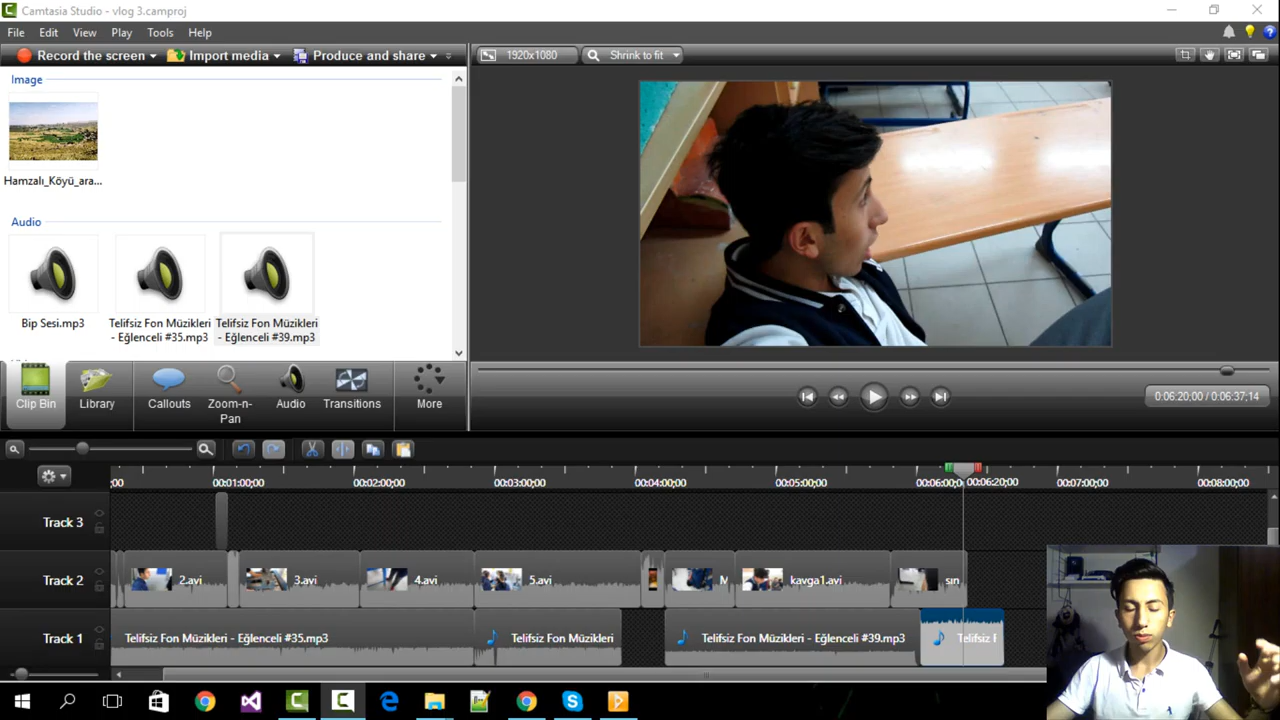 Camtasia Studio - vlog 3.camproj
File Edit View Play Tools Help
Record the screen Import media Produce and share
1920x1080 Shrink to fit
Image
Hamzalı_Köyü_ara...
Audio
Bip Sesi.mp3
Telifsiz Fon Müzikleri
- Eğlenceli #35.mp3
Telifsiz Fon Müzikleri
- Eğlenceli #39.mp3
Clip Bin Library Callouts Zoom-n-
Pan Audio Transitions More
0:06:20;00 / 0:06:37;14
;00 00:01:00;00 00:02:00;00 00:03:00;00 00:04:00;00 00:05:00;00 00:06:00;0 00:06:20;00 00:07:00;00 00:08:00;00
Track 3
Track 2 2.avi 3.avi 4.avi 5.avi kavga1.avi sın
Track 1 Telifsiz Fon Müzikleri - Eğlenceli #35.mp3 Telifsiz Fon Müzikleri Telifsiz Fon Müzikleri - Eğlenceli #39.mp3 Telifsiz F